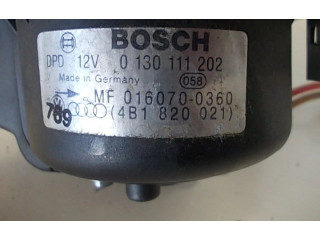 BOSCH
DPD 12V 0 130 111 202
Made in Germany 058
MF 016070-0360
769 (4B1 820 021)